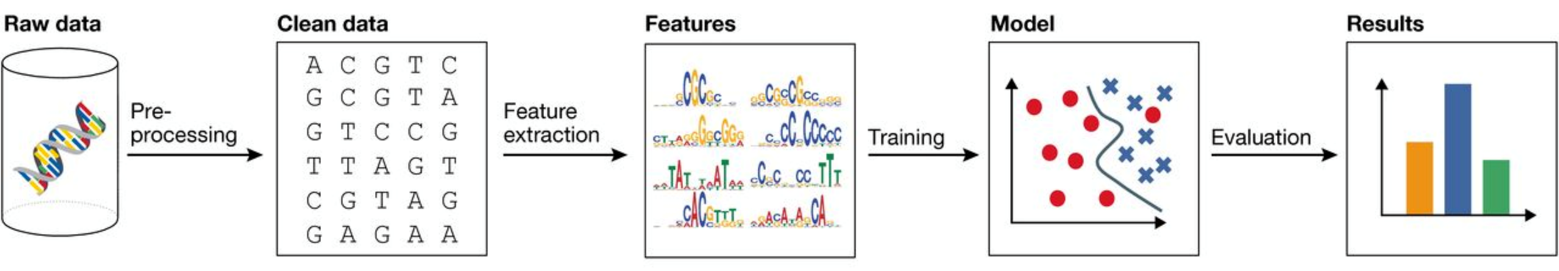 Raw data
Pre-
processing
Clean data
A C G T C
G C G T A
G T C C G
T T A G T
C G T A G
G A G A A
Feature
extraction
Features
Training
Model
Evaluation
Results